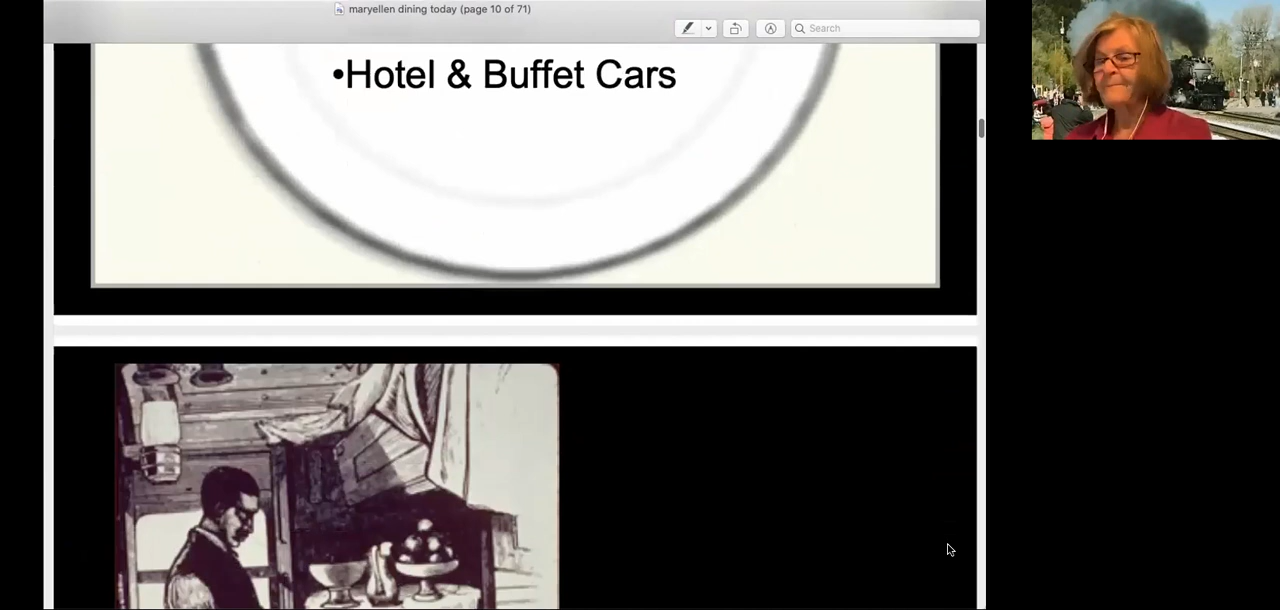 maryellen dining today (page 10 of 71)
Search
•Hotel & Buffet Cars